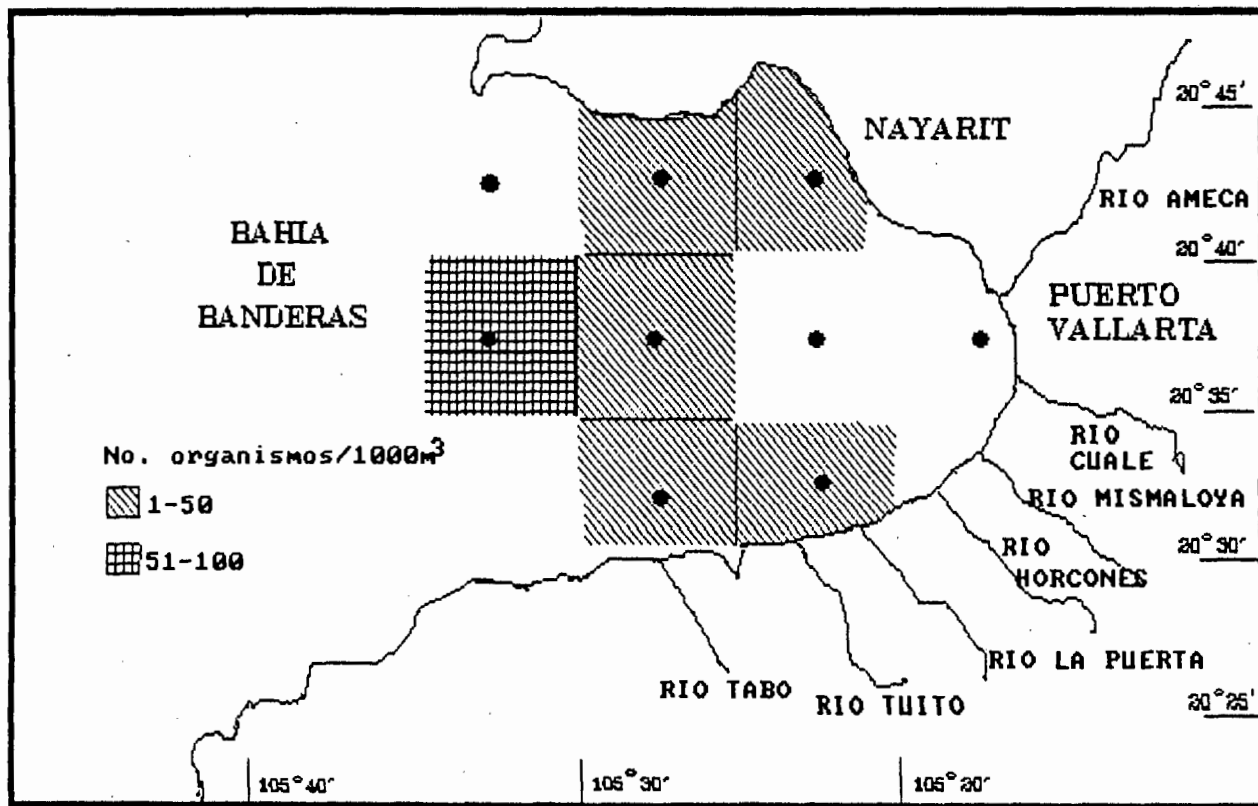 20°45'
NAYARIT
RIO AMECA
BAHIA
DE
BANDERAS
20°40'
PUERTO
VALLARTA
20°35'
RIO
CUALE
No. organismos/1000m³
1-50
51-100
RIO MISMALOYA
RIO
HORCONES
20°30'
RIO LA PUERTA
RIO TABO
RIO TUITO
20°25'
105°40'
105°30'
105°20'